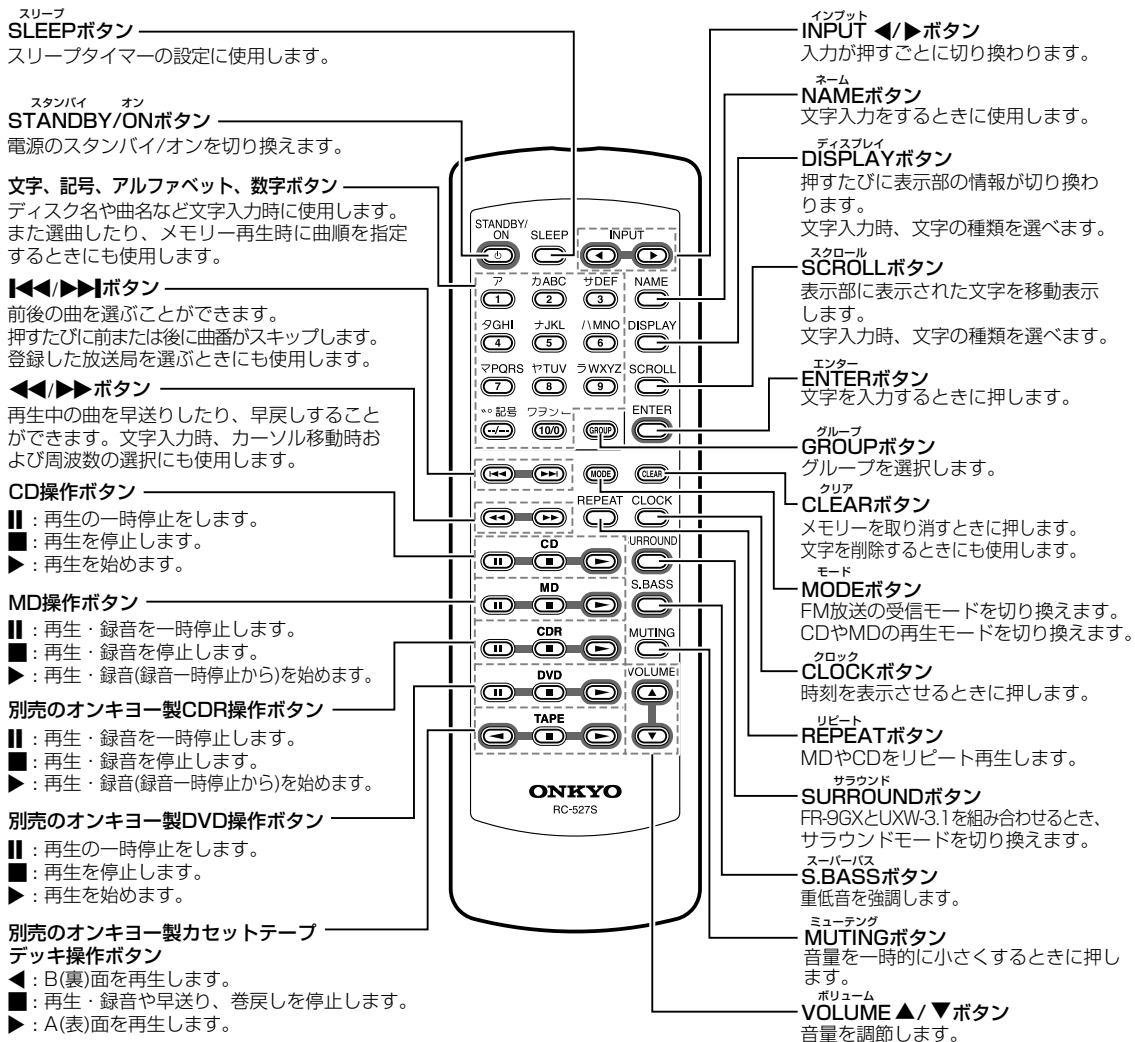 スリープ
SLEEPボタン
スリープタイマーの設定に使用します。
スタンバイ オン
STANDBY/ONボタン
電源のスタンバイ/オンを切り換えます。
文字、記号、アルファベット、数字ボタン
ディスク名や曲名など文字入力時に使用します。
また選曲したり、メモリー再生時に曲順を指定
するときにも使用します。
|◀◀/▶▶|ボタン
前後の曲を選ぶことができます。
押すたびに前または後に曲番がスキップします。
登録した放送局を選ぶときにも使用します。
◀◀/▶▶ボタン
再生中の曲を早送りしたり、早戻しすること
ができます。文字入力時、カーソル移動時お
よび周波数の選択にも使用します。
CD操作ボタン
❚❚：再生の一時停止をします。
■：再生を停止します。
▶：再生を始めます。
MD操作ボタン
❚❚：再生・録音を一時停止します。
■：再生・録音を停止します。
▶：再生・録音(録音一時停止から)を始めます。
別売のオンキヨー製CDR操作ボタン
❚❚：再生・録音を一時停止します。
■：再生・録音を停止します。
▶：再生・録音(録音一時停止から)を始めます。
別売のオンキヨー製DVD操作ボタン
❚❚：再生の一時停止をします。
■：再生を停止します。
▶：再生を始めます。
別売のオンキヨー製カセットテープ
デッキ操作ボタン
◀：B(裏)面を再生します。
■：再生・録音や早送り、巻戻しを停止します。
▶：A(表)面を再生します。
STANDBY/
ON SLEEP INPUT
ア カABC サDEF NAME
1 2 3
タGHI ナJKL ハMNO DISPLAY
4 5 6
マPQRS ヤTUV ラWXYZ SCROLL
7 8 9
゛゜記号 ワヲンー ENTER
--/--- 10/0 GROUP
MODE CLEAR
REPEAT CLOCK
CD URROUND
MD S.BASS
CDR MUTING
DVD VOLUME
TAPE
ONKYO
RC-527S
インプット
INPUT ◀/▶ボタン
入力が押すごとに切り換わります。
ネーム
NAMEボタン
文字入力をするときに使用します。
ディスプレイ
DISPLAYボタン
押すたびに表示部の情報が切り換わ
ります。
文字入力時、文字の種類を選べます。
スクロール
SCROLLボタン
表示部に表示された文字を移動表示
します。
文字入力時、文字の種類を選べます。
エンター
ENTERボタン
文字を入力するときに押します。
グループ
GROUPボタン
グループを選択します。
クリア
CLEARボタン
メモリーを取り消すときに押します。
文字を削除するときにも使用します。
モード
MODEボタン
FM放送の受信モードを切り換えます。
CDやMDの再生モードを切り換えます。
クロック
CLOCKボタン
時刻を表示させるときに押します。
リピート
REPEATボタン
MDやCDをリピート再生します。
サラウンド
SURROUNDボタン
FR-9GXとUXW-3.1を組み合わせるとき、
サラウンドモードを切り換えます。
スーパーバス
S.BASSボタン
重低音を強調します。
ミューテング
MUTINGボタン
音量を一時的に小さくするときに押し
ます。
ボリューム
VOLUME ▲/▼ボタン
音量を調節します。